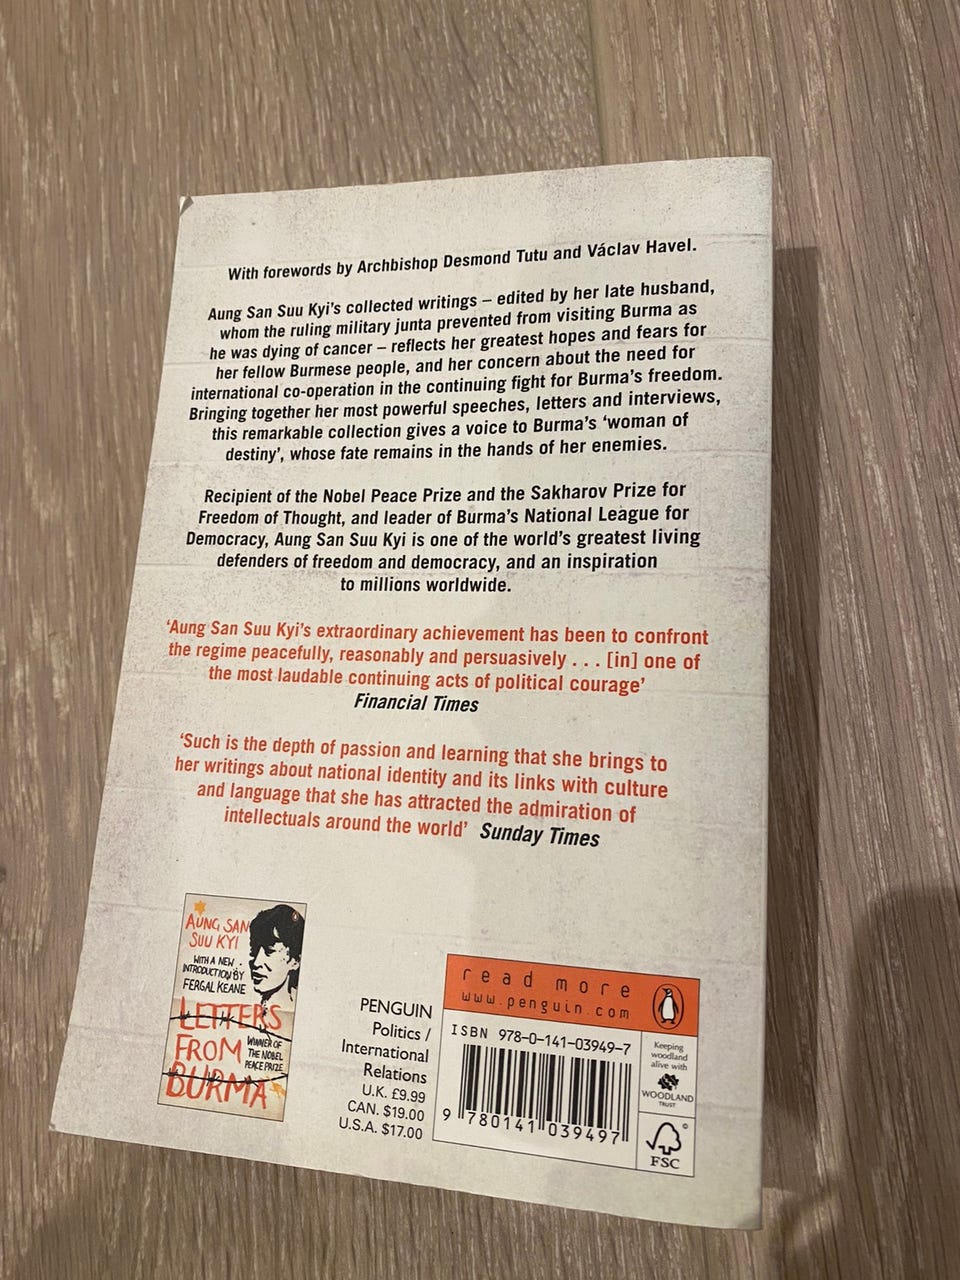 With forewords by Archbishop Desmond Tutu and Václav Havel.
Aung San Suu Kyi's collected writings – edited by her late husband,
whom the ruling military junta prevented from visiting Burma as
he was dying of cancer – reflects her greatest hopes and fears for
her fellow Burmese people, and her concern about the need for
international co-operation in the continuing fight for Burma's freedom.
Bringing together her most powerful speeches, letters and interviews,
this remarkable collection gives a voice to Burma's 'woman of
destiny', whose fate remains in the hands of her enemies.
Recipient of the Nobel Peace Prize and the Sakharov Prize for
Freedom of Thought, and leader of Burma's National League for
Democracy, Aung San Suu Kyi is one of the world's greatest living
defenders of freedom and democracy, and an inspiration
to millions worldwide.
'Aung San Suu Kyi's extraordinary achievement has been to confront
the regime peacefully, reasonably and persuasively . . . [in] one of
the most laudable continuing acts of political courage'
Financial Times
'Such is the depth of passion and learning that she brings to
her writings about national identity and its links with culture
and language that she has attracted the admiration of
intellectuals around the world' Sunday Times
AUNG SAN
SUU KYI
WITH A NEW
INTRODUCTION BY
FERGAL KEANE
LETTERS
FROM
BURMA
WINNER OF
THE NOBEL
PEACE PRIZE
PENGUIN
Politics /
International
Relations
U.K. £9.99
CAN. $19.00
U.S.A. $17.00
read more
www.penguin.com
ISBN 978-0-141-03949-7
9 780141 039497
Keeping
woodland
alive with
WOODLAND
TRUST
©
FSC